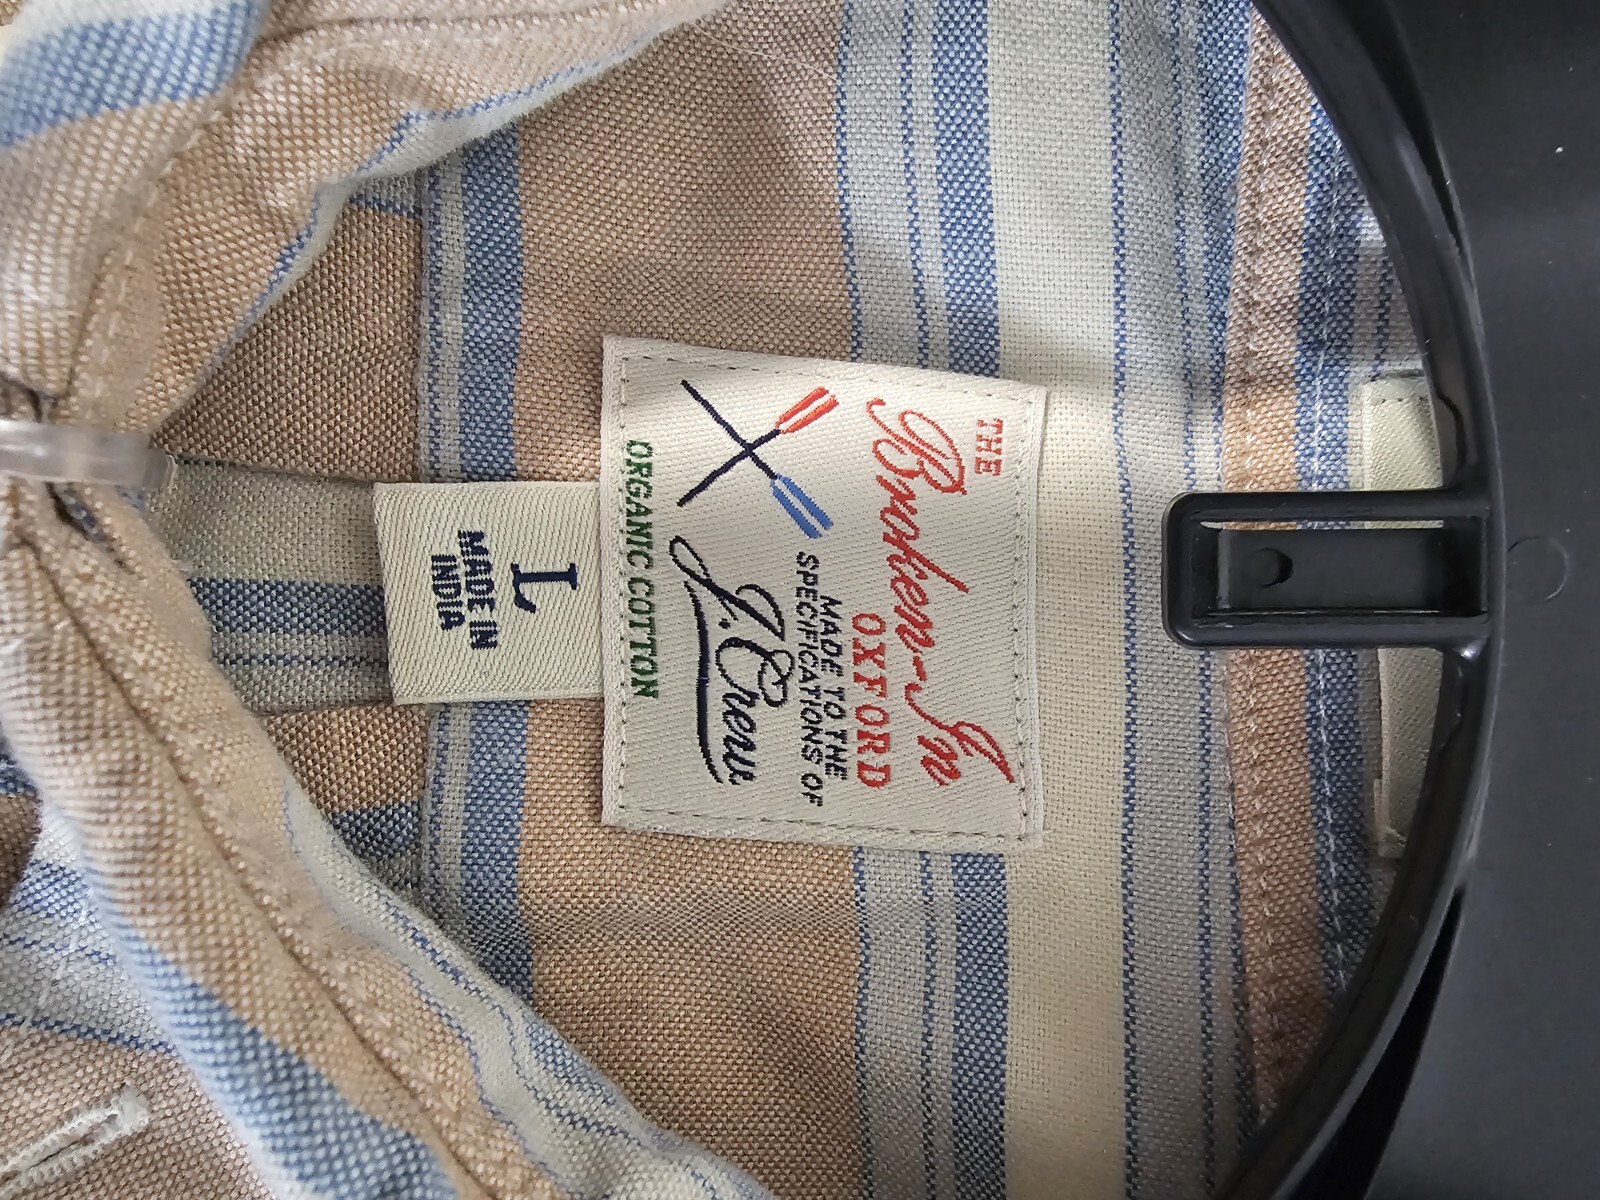 THE
Broken-In
OXFORD
MADE TO THE
SPECIFICATIONS OF
J.Crew
ORGANIC COTTON
L
MADE IN
INDIA